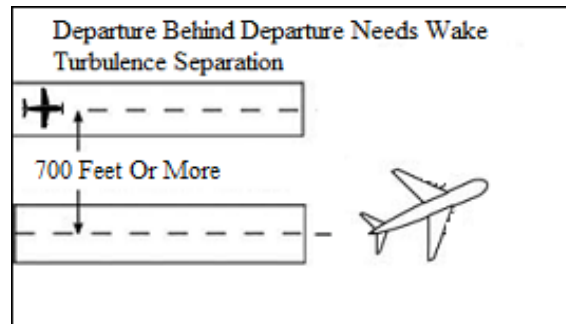 Departure Behind Departure Needs Wake
Turbulence Separation
700 Feet Or More